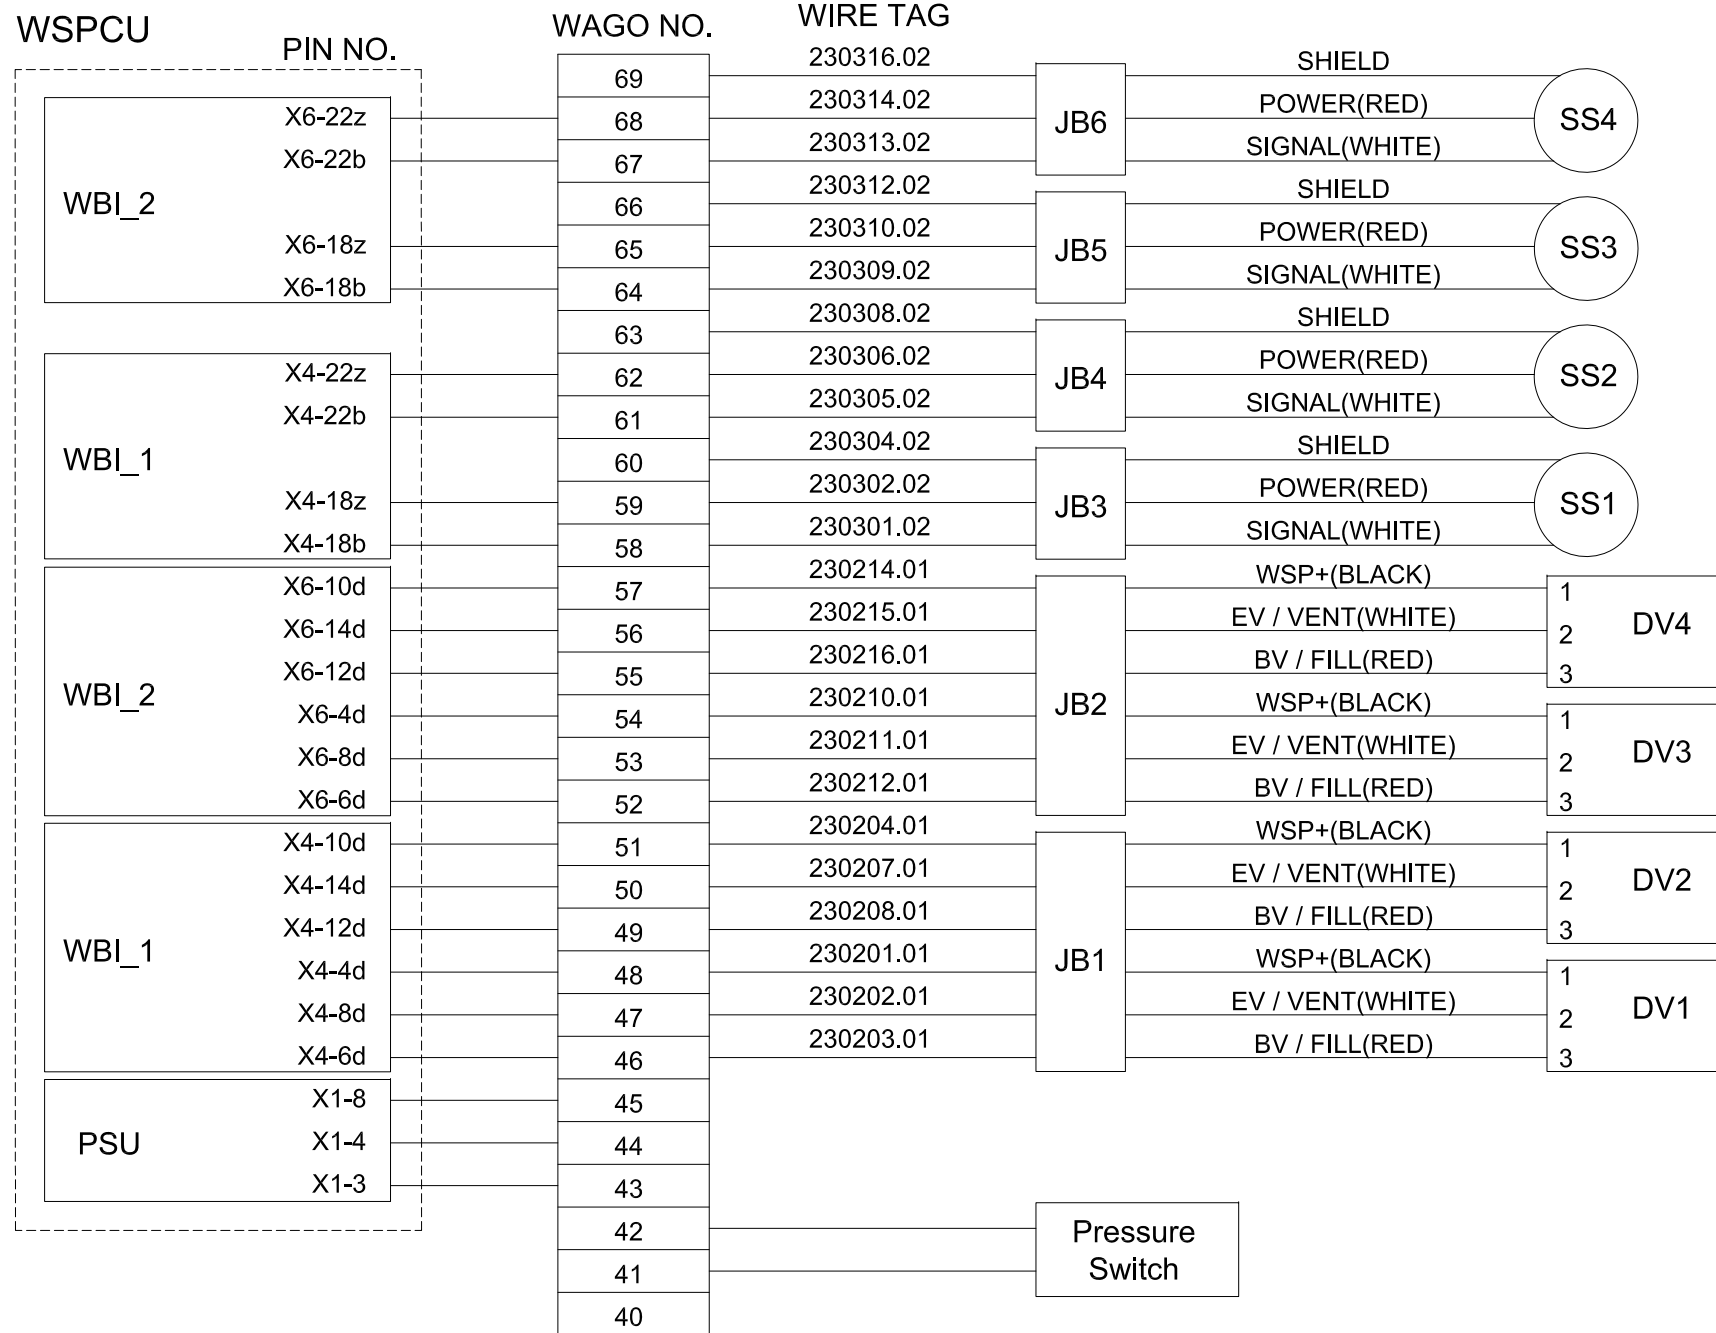 WSPCU PIN NO. WAGO NO. WIRE TAG
69 230316.02 SHIELD
X6-22z 68 230314.02 JB6 POWER(RED) SS4
X6-22b 67 230313.02 SIGNAL(WHITE)
WBI_2 66 230312.02 SHIELD
X6-18z 65 230310.02 JB5 POWER(RED) SS3
X6-18b 64 230309.02 SIGNAL(WHITE)
63 230308.02 SHIELD
X4-22z 62 230306.02 JB4 POWER(RED) SS2
X4-22b 61 230305.02 SIGNAL(WHITE)
WBI_1 60 230304.02 SHIELD
X4-18z 59 230302.02 JB3 POWER(RED) SS1
X4-18b 58 230301.02 SIGNAL(WHITE)
X6-10d 57 230214.01 WSP+(BLACK) 1
X6-14d 56 230215.01 EV / VENT(WHITE) 2 DV4
X6-12d 55 230216.01 BV / FILL(RED) 3
WBI_2 X6-4d 54 230210.01 JB2 WSP+(BLACK) 1
X6-8d 53 230211.01 EV / VENT(WHITE) 2 DV3
X6-6d 52 230212.01 BV / FILL(RED) 3
X4-10d 51 230204.01 WSP+(BLACK) 1
X4-14d 50 230207.01 EV / VENT(WHITE) 2 DV2
X4-12d 49 230208.01 BV / FILL(RED) 3
WBI_1 X4-4d 48 230201.01 JB1 WSP+(BLACK) 1
X4-8d 47 230202.01 EV / VENT(WHITE) 2 DV1
X4-6d 46 230203.01 BV / FILL(RED) 3
X1-8 45
PSU X1-4 44
X1-3 43
42 Pressure
41 Switch
40